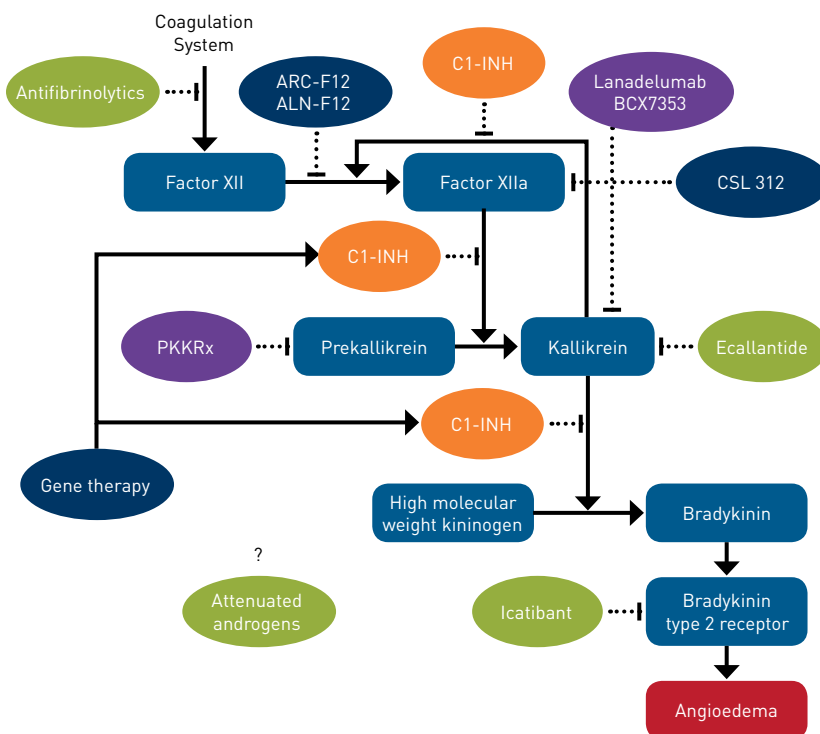 Coagulation
System
Antifibrinolytics
ARC-F12
ALN-F12
C1-INH
Lanadelumab
BCX7353
Factor XII
Factor XIIa
CSL 312
C1-INH
PKKRx
Prekallikrein
Kallikrein
Ecallantide
C1-INH
Gene therapy
High molecular
weight kininogen
Bradykinin
?
Attenuated
androgens
Icatibant
Bradykinin
type 2 receptor
Angioedema